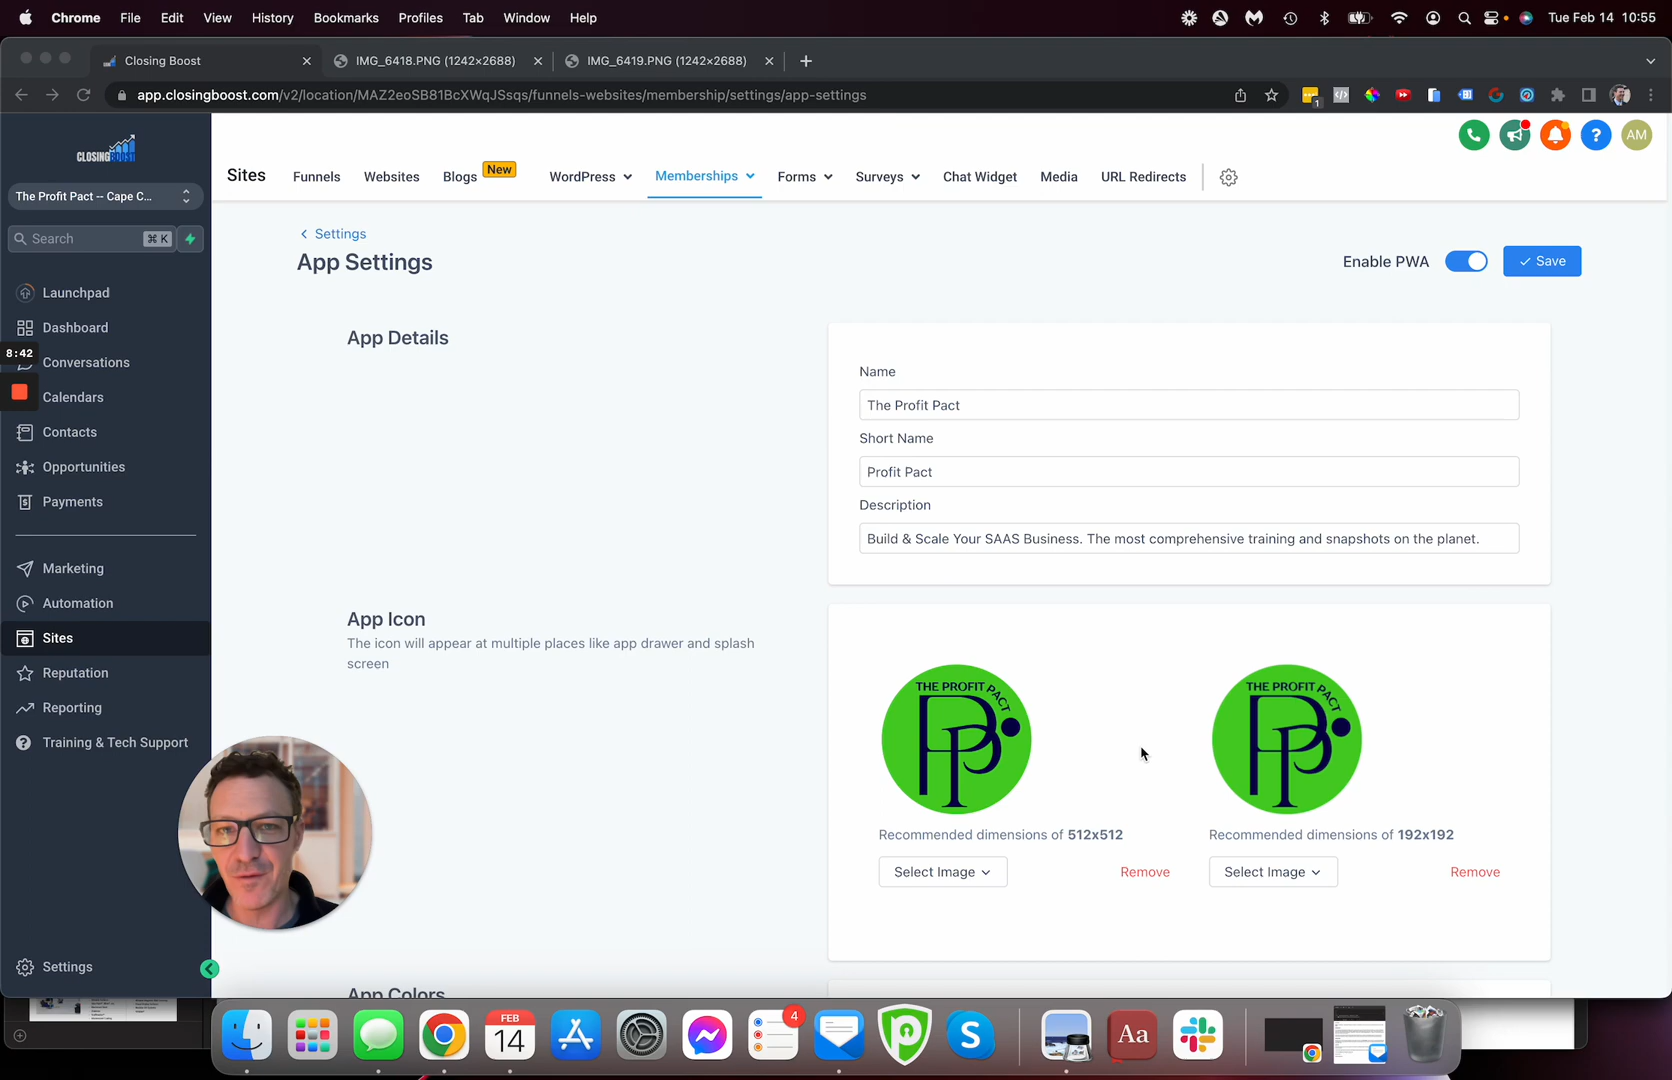 Chrome File Edit View History Bookmarks Profiles Tab Window Help Tue Feb 14 10:55
Closing Boost IMG_6418.PNG (1242×2688) IMG_6419.PNG (1242×2688)
app.closingboost.com/v2/location/MAZ2eoSB81BcXWqJSsqs/funnels-websites/membership/settings/app-settings
1
CLOSINGBOOST
AM
Sites Funnels Websites Blogs New WordPress Memberships Forms Surveys Chat Widget Media URL Redirects
The Profit Pact -- Cape C...
Search ⌘ K
Launchpad
Dashboard
8:42
Conversations
Calendars
Contacts
Opportunities
Payments
Marketing
Automation
Sites
Reputation
Reporting
Training & Tech Support
Settings
Settings
App Settings
Enable PWA
Save
App Details
Name
The Profit Pact
Short Name
Profit Pact
Description
Build & Scale Your SAAS Business. The most comprehensive training and snapshots on the planet.
App Icon
The icon will appear at multiple places like app drawer and splash
screen
THE PROFIT PACT
THE PROFIT PACT
Recommended dimensions of 512x512
Recommended dimensions of 192x192
Select Image
Remove
Select Image
Remove
App Colors
FEB
14
4
Aa